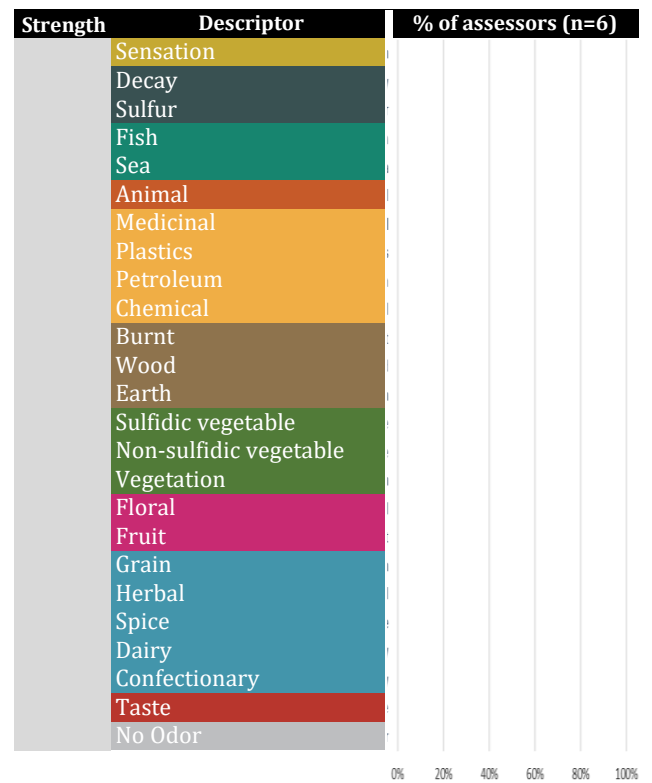 Strength Descriptor % of assessors (n=6)
Sensation
Decay
Sulfur
Fish
Sea
Animal
Medicinal
Plastics
Petroleum
Chemical
Burnt
Wood
Earth
Sulfidic vegetable
Non-sulfidic vegetable
Vegetation
Floral
Fruit
Grain
Herbal
Spice
Dairy
Confectionary
Taste
No Odor
0% 20% 40% 60% 80% 100%